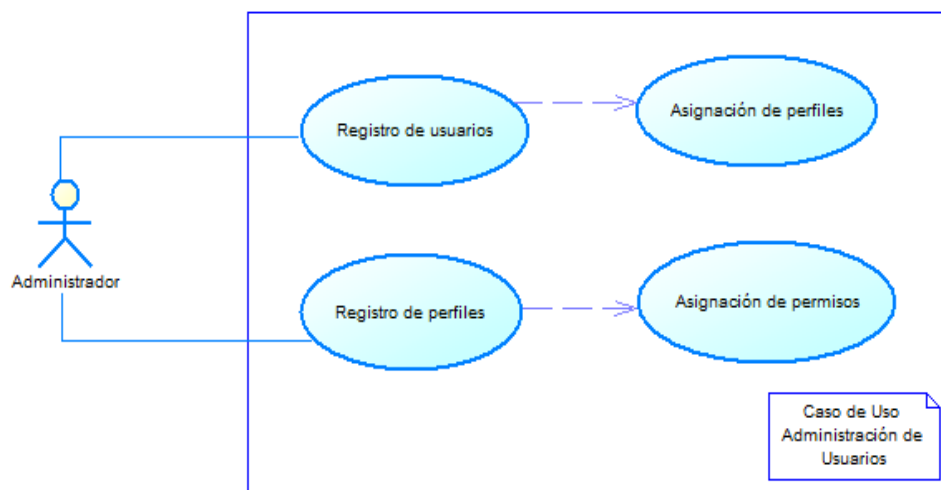 Registro de usuarios
Asignación de perfiles
Administrador
Registro de perfiles
Asignación de permisos
Caso de Uso
Administración de
Usuarios